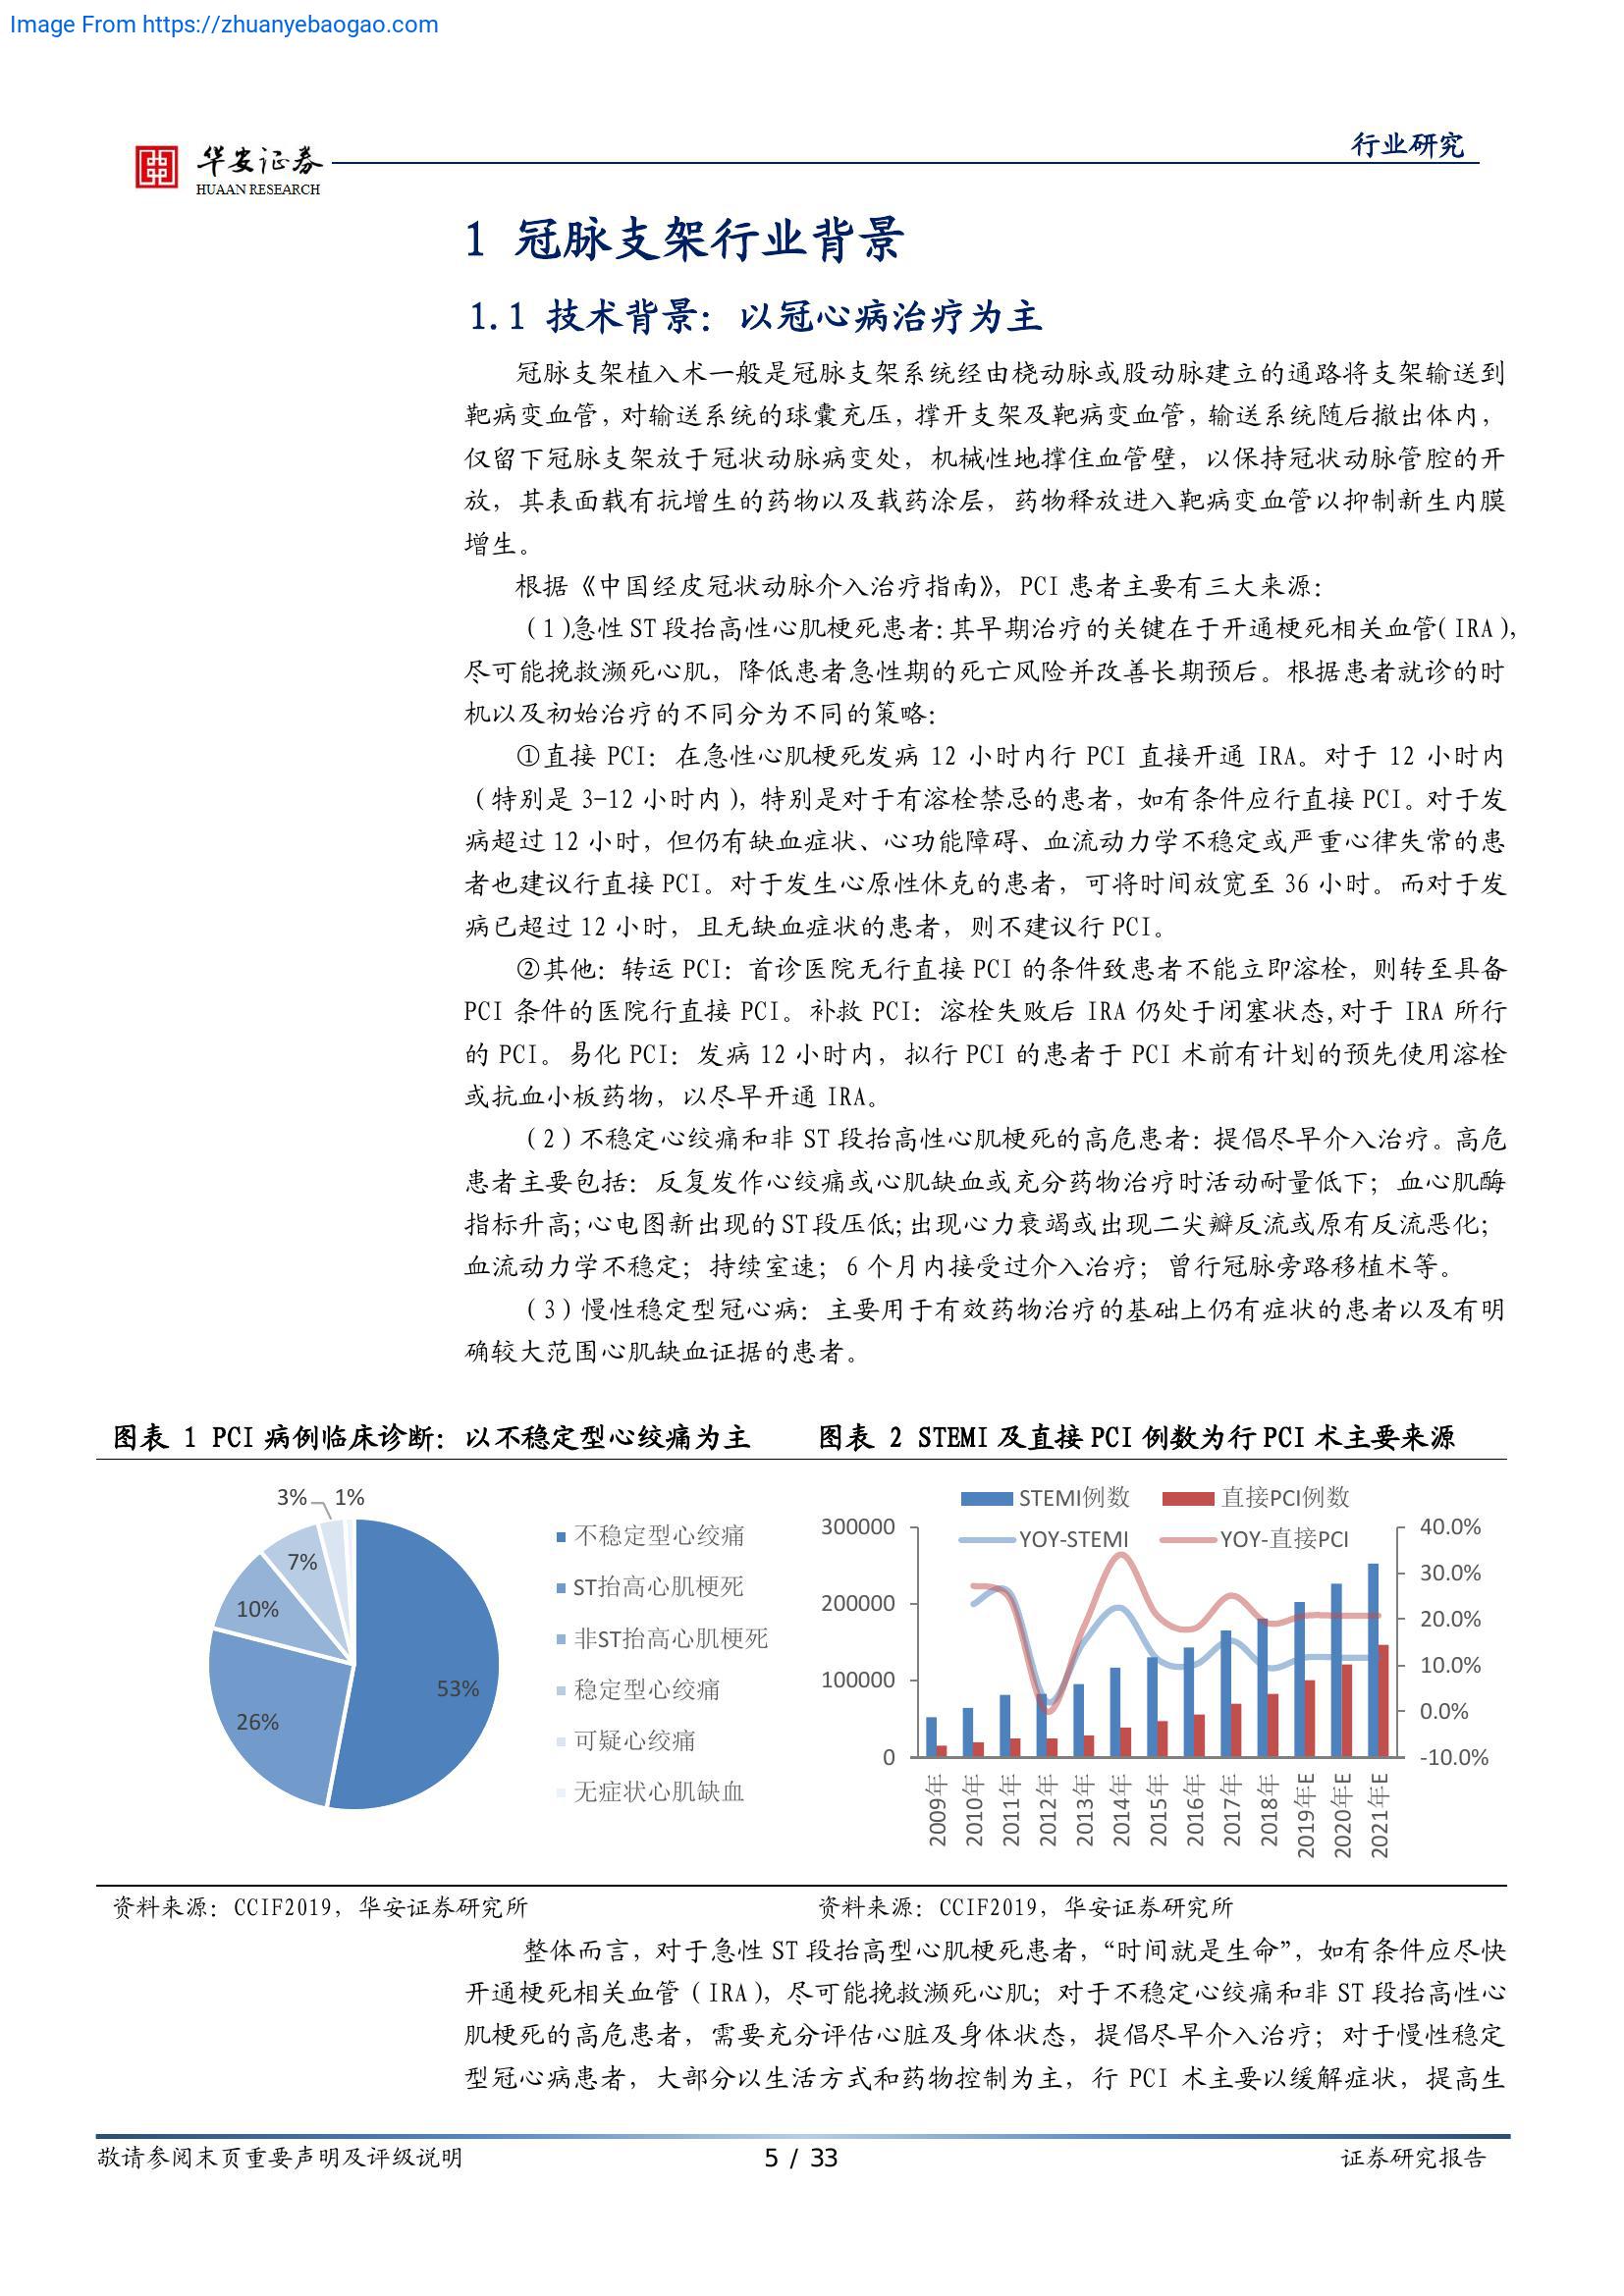 Image From https://zhuanyebaogao.com
华安证券
HUAAN RESEARCH
行业研究
1 冠脉支架行业背景
1.1 技术背景：以冠心病治疗为主
冠脉支架植入术一般是冠脉支架系统经由桡动脉或股动脉建立的通路将支架输送到
靶病变血管，对输送系统的球囊充压，撑开支架及靶病变血管，输送系统随后撤出体内，
仅留下冠脉支架放于冠状动脉病变处，机械性地撑住血管壁，以保持冠状动脉管腔的开
放，其表面载有抗增生的药物以及载药涂层，药物释放进入靶病变血管以抑制新生内膜
增生。
根据《中国经皮冠状动脉介入治疗指南》，PCI 患者主要有三大来源：
（1）急性 ST 段抬高性心肌梗死患者：其早期治疗的关键在于开通梗死相关血管（IRA），
尽可能挽救濒死心肌，降低患者急性期的死亡风险并改善长期预后。根据患者就诊的时
机以及初始治疗的不同分为不同的策略：
①直接 PCI：在急性心肌梗死发病 12 小时内行 PCI 直接开通 IRA。对于 12 小时内
（特别是 3-12 小时内），特别是对于有溶栓禁忌的患者，如有条件应行直接 PCI。对于发
病超过 12 小时，但仍有缺血症状、心功能障碍、血流动力学不稳定或严重心律失常的患
者也建议行直接 PCI。对于发生心原性休克的患者，可将时间放宽至 36 小时。而对于发
病已超过 12 小时，且无缺血症状的患者，则不建议行 PCI。
②其他：转运 PCI：首诊医院无行直接 PCI 的条件致患者不能立即溶栓，则转至具备
PCI 条件的医院行直接 PCI。补救 PCI：溶栓失败后 IRA 仍处于闭塞状态,对于 IRA 所行
的 PCI。易化 PCI：发病 12 小时内，拟行 PCI 的患者于 PCI 术前有计划的预先使用溶栓
或抗血小板药物，以尽早开通 IRA。
（2）不稳定心绞痛和非 ST 段抬高性心肌梗死的高危患者：提倡尽早介入治疗。高危
患者主要包括：反复发作心绞痛或心肌缺血或充分药物治疗时活动耐量低下；血心肌酶
指标升高；心电图新出现的 ST 段压低；出现心力衰竭或出现二尖瓣反流或原有反流恶化；
血流动力学不稳定；持续室速；6 个月内接受过介入治疗；曾行冠脉旁路移植术等。
（3）慢性稳定型冠心病：主要用于有效药物治疗的基础上仍有症状的患者以及有明
确较大范围心肌缺血证据的患者。
图表 1 PCI 病例临床诊断：以不稳定型心绞痛为主
3% 1%
7%
10%
26%
53%
不稳定型心绞痛
ST抬高心肌梗死
非ST抬高心肌梗死
稳定型心绞痛
可疑心绞痛
无症状心肌缺血
资料来源：CCIF2019，华安证券研究所
图表 2 STEMI 及直接 PCI 例数为行 PCI 术主要来源
STEMI例数 直接PCI例数
YOY-STEMI YOY-直接PCI
300000
200000
100000
0
40.0%
30.0%
20.0%
10.0%
0.0%
-10.0%
2009年
2010年
2011年
2012年
2013年
2014年
2015年
2016年
2017年
2018年
2019年E
2020年E
2021年E
资料来源：CCIF2019，华安证券研究所
整体而言，对于急性 ST 段抬高型心肌梗死患者，“时间就是生命”，如有条件应尽快
开通梗死相关血管（IRA），尽可能挽救濒死心肌；对于不稳定心绞痛和非 ST 段抬高性心
肌梗死的高危患者，需要充分评估心脏及身体状态，提倡尽早介入治疗；对于慢性稳定
型冠心病患者，大部分以生活方式和药物控制为主，行 PCI 术主要以缓解症状，提高生
敬请参阅末页重要声明及评级说明
5 / 33
证券研究报告